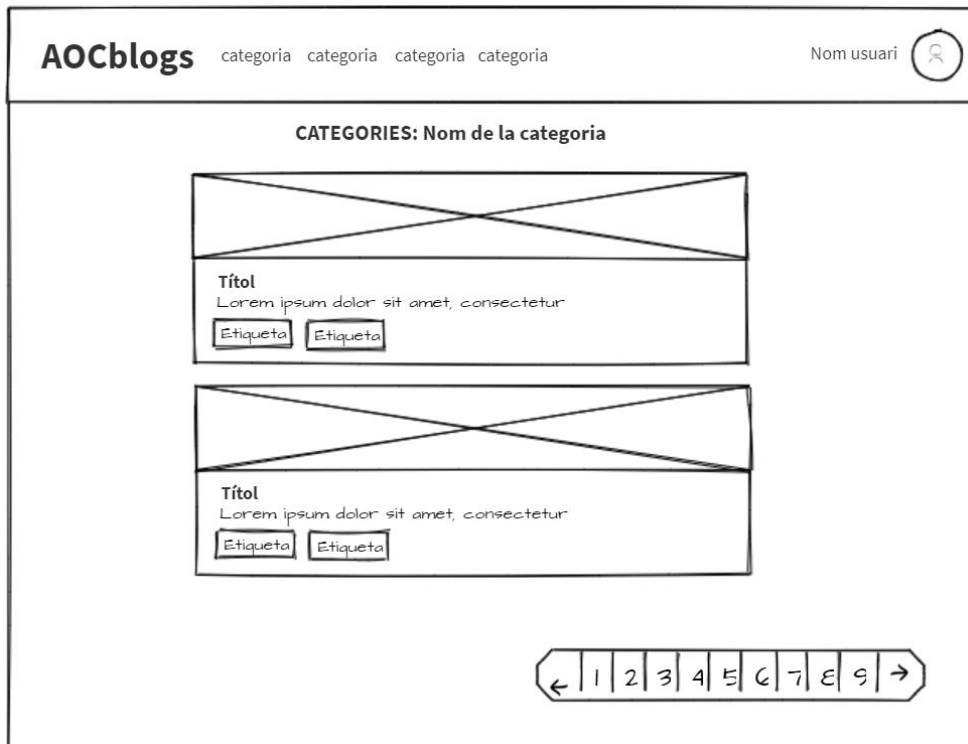 AOCblogs categoria categoria categoria categoria Nom usuari
CATEGORIES: Nom de la categoria
Títol
Lorem ipsum dolor sit amet, consectetur
Etiqueta Etiqueta
Títol
Lorem ipsum dolor sit amet, consectetur
Etiqueta Etiqueta
← 1 2 3 4 5 6 7 8 9 →